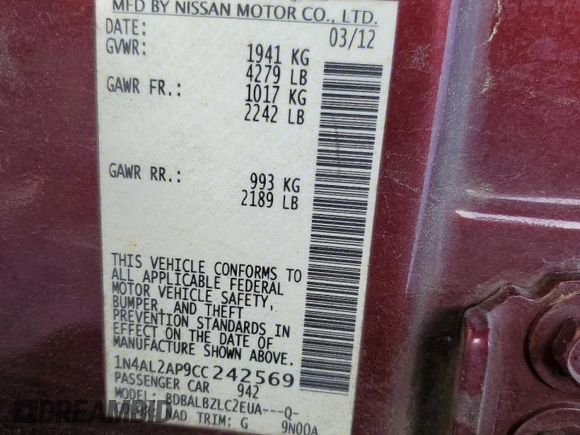 MFD BY NISSAN MOTOR CO., LTD.
DATE: 03/12
GVWR: 1941 KG
4279 LB
GAWR FR.: 1017 KG
2242 LB
GAWR RR.: 993 KG
2189 LB
THIS VEHICLE CONFORMS TO
ALL APPLICABLE FEDERAL
MOTOR VEHICLE SAFETY,
BUMPER, AND THEFT
PREVENTION STANDARDS IN
EFFECT ON THE DATE OF
MANUFACTURE SHOWN ABOVE.
1N4AL2AP9CC 242569
PASSENGER CAR 942
MODEL: BDBALBZLC2EUA---Q-
NAD TRIM: G 9N00A
DREAMBID